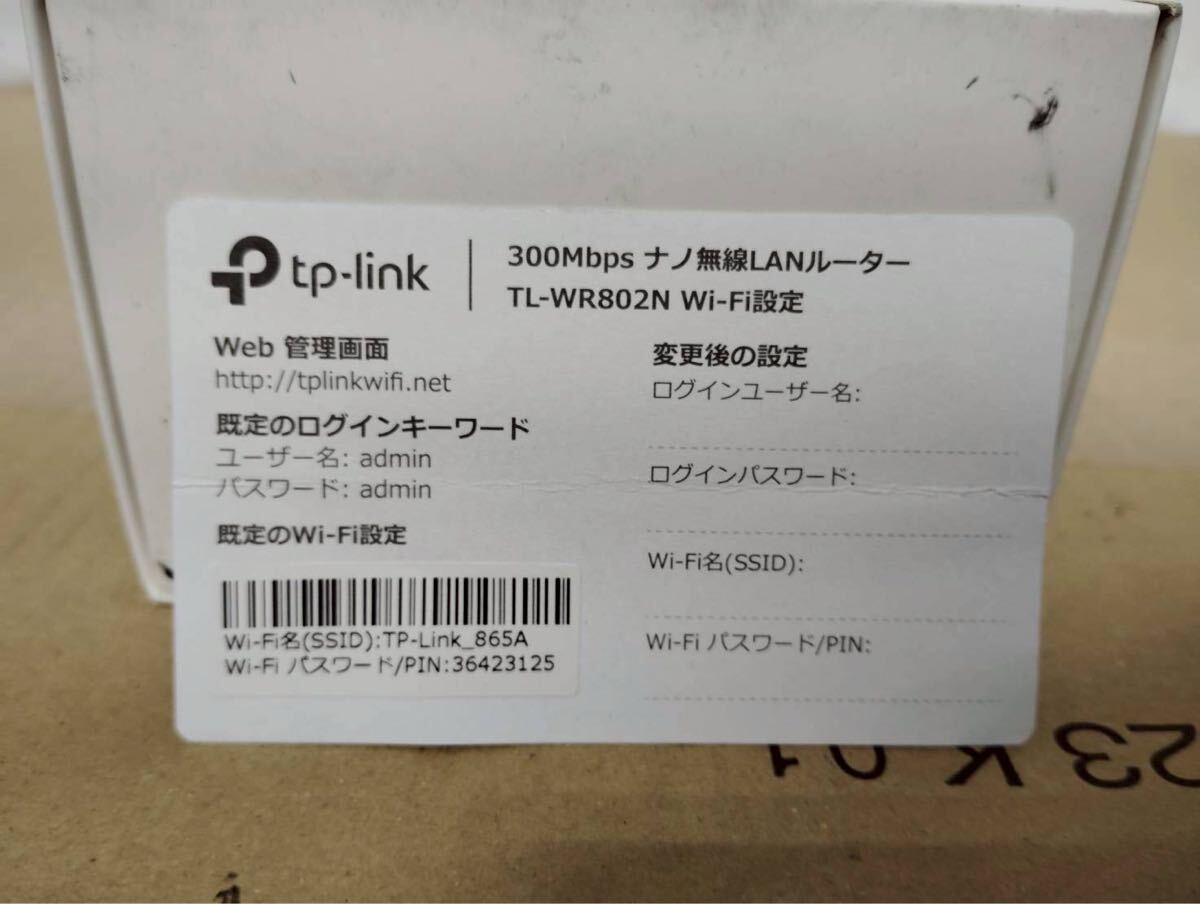 tp-link
300Mbps ナノ無線LANルーター
TL-WR802N Wi-Fi設定
Web 管理画面
http://tplinkwifi.net
既定のログインキーワード
ユーザー名: admin
パスワード: admin
既定のWi-Fi設定
Wi-Fi名(SSID):TP-Link_865A
Wi-Fi パスワード/PIN:36423125
変更後の設定
ログインユーザー名:
ログインパスワード:
Wi-Fi名(SSID):
Wi-Fi パスワード/PIN: